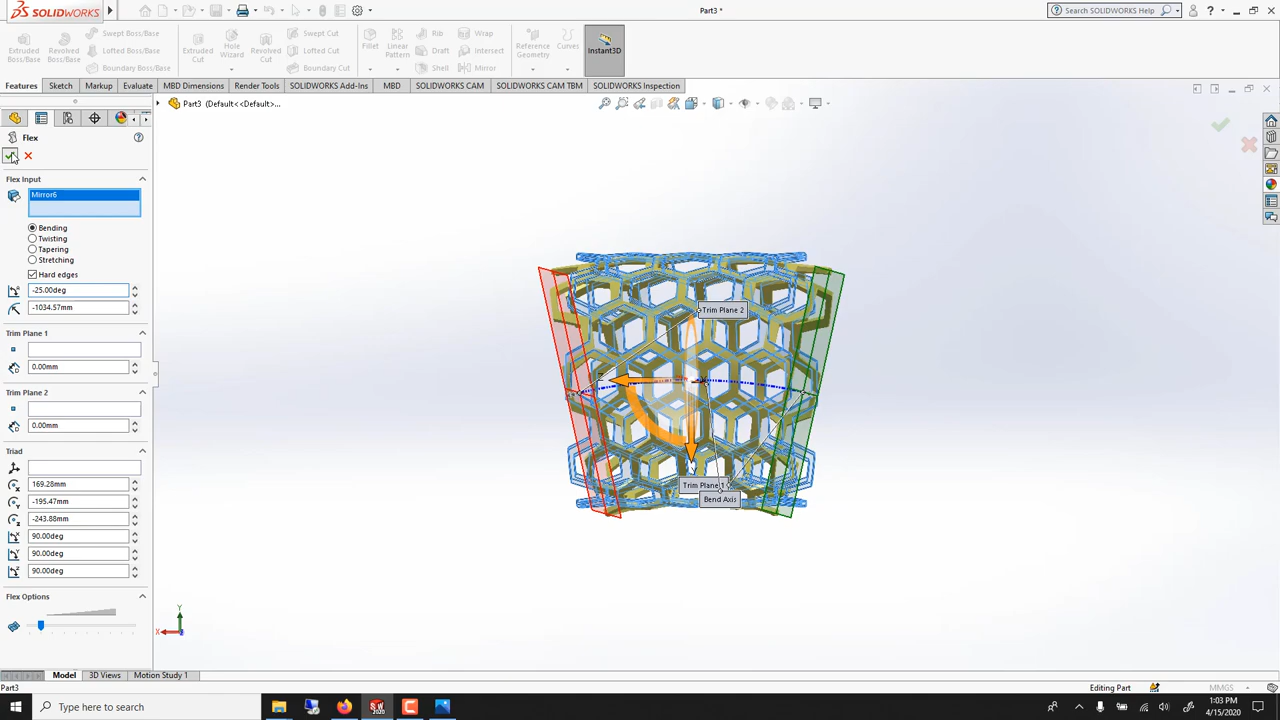 SOLIDWORKS
Part3 *
Search SOLIDWORKS Help
Extruded Boss/Base
Revolved Boss/Base
Swept Boss/Base
Lofted Boss/Base
Boundary Boss/Base
Extruded Cut
Hole Wizard
Revolved Cut
Swept Cut
Lofted Cut
Boundary Cut
Fillet
Linear Pattern
Rib
Draft
Shell
Wrap
Intersect
Mirror
Reference Geometry
Curves
Instant3D
Features
Sketch
Markup
Evaluate
MBD Dimensions
Render Tools
SOLIDWORKS Add-Ins
MBD
SOLIDWORKS CAM
SOLIDWORKS CAM TBM
SOLIDWORKS Inspection
Part3 (Default<<Default>...
Flex
Flex Input
Mirror6
Bending
Twisting
Tapering
Stretching
Hard edges
-25.00deg
-1034.57mm
Trim Plane 1
0.00mm
Trim Plane 2
0.00mm
Triad
169.28mm
-195.47mm
-243.88mm
90.00deg
90.00deg
90.00deg
Flex Options
Trim Plane 2
Trim Plane 1
Bend Axis
Y
X
Model
3D Views
Motion Study 1
Part3
Editing Part
MMGS
Type here to search
1:03 PM
4/15/2020